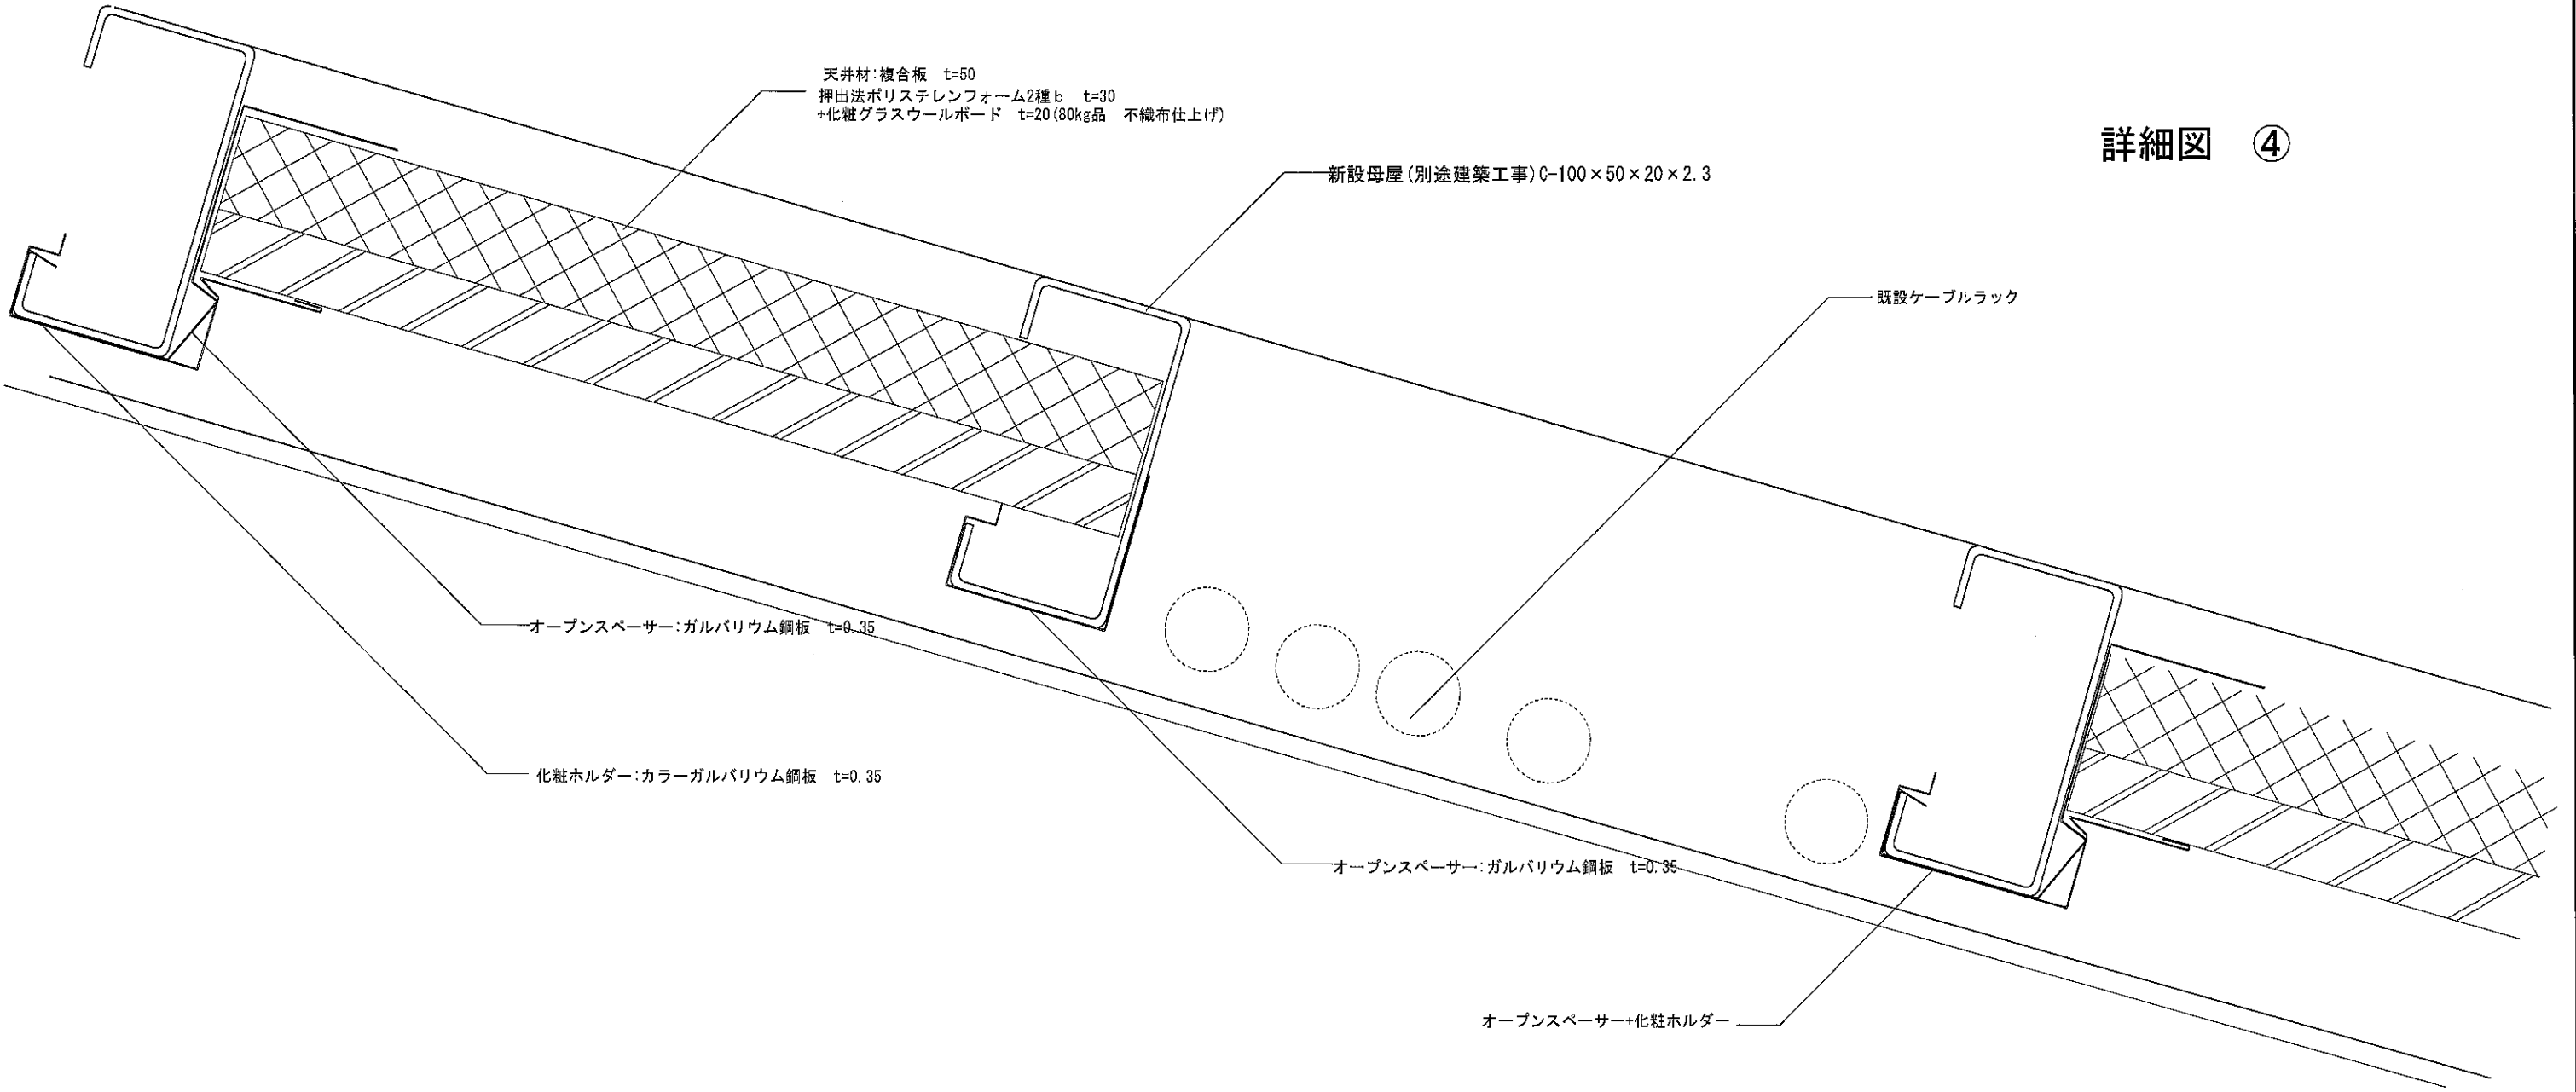 詳細図　④
天井材:複合板　t=50
押出法ポリスチレンフォーム2種ｂ　t=30
+化粧グラスウールボード　t=20(80kg品　不織布仕上げ)
新設母屋(別途建築工事)C-100×50×20×2.3
既設ケーブルラック
オープンスペーサー:ガルバリウム鋼板　t=0.35
化粧ホルダー:カラーガルバリウム鋼板　t=0.35
オープンスペーサー:ガルバリウム鋼板　t=0.35
オープンスペーサー+化粧ホルダー